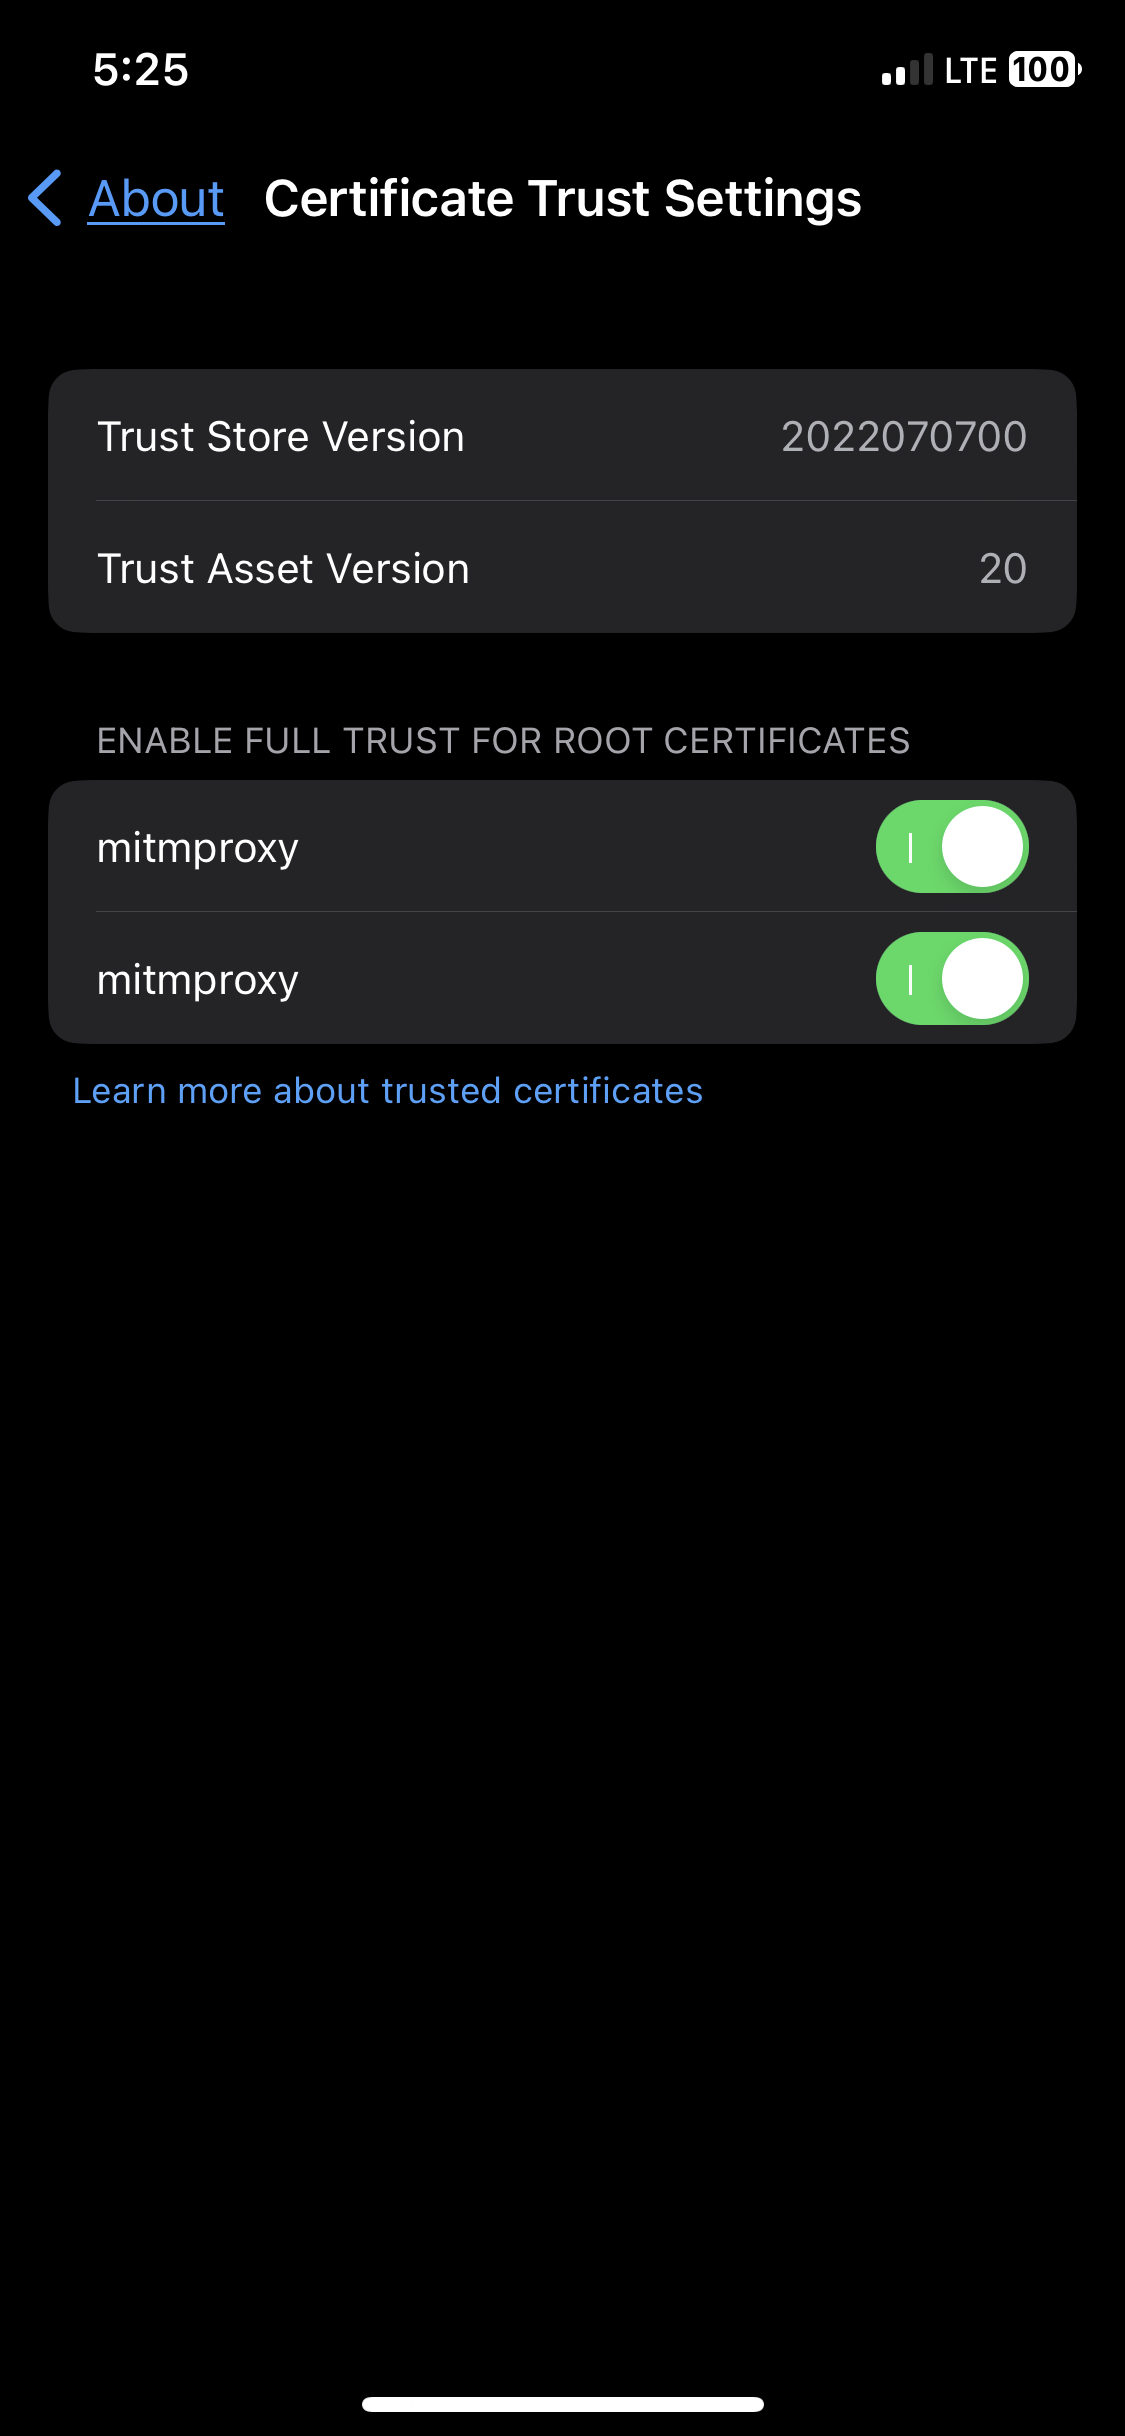 5:25 LTE 100
About Certificate Trust Settings
Trust Store Version 2022070700
Trust Asset Version 20
ENABLE FULL TRUST FOR ROOT CERTIFICATES
mitmproxy
mitmproxy
Learn more about trusted certificates